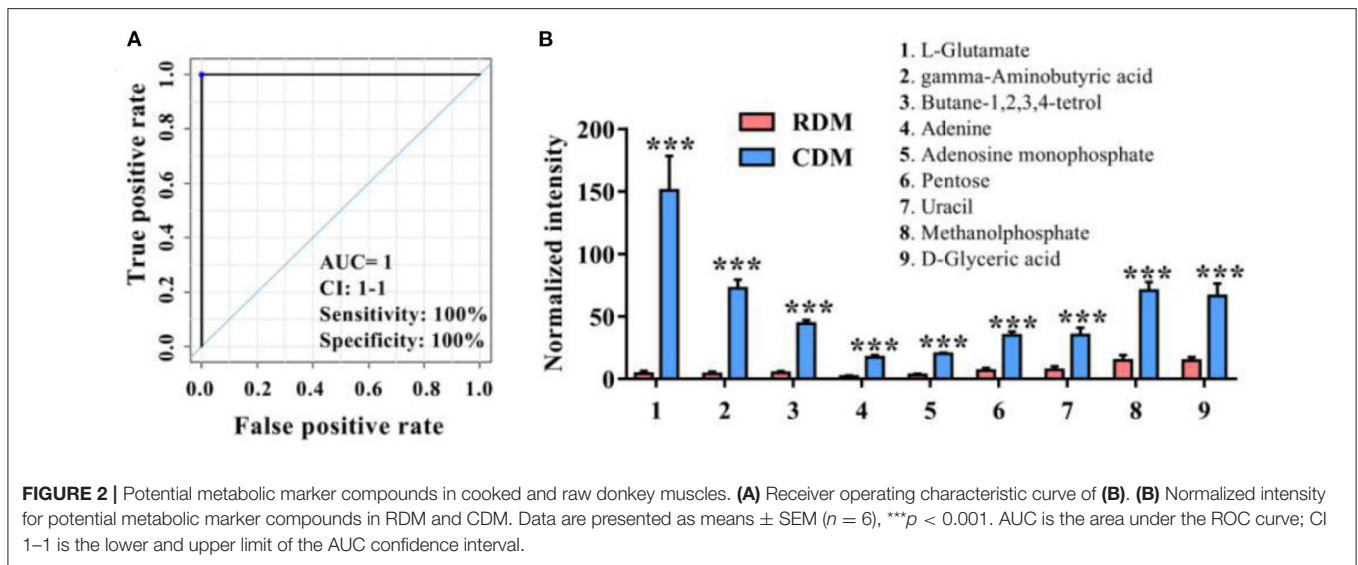 A
True positive rate
1.0
0.8
0.6
0.4
0.2
0.0
AUC= 1
CI: 1-1
Sensitivity: 100%
Specificity: 100%
0.0 0.2 0.4 0.6 0.8 1.0
False positive rate
B
Normalized intensity
200
150
100
50
0
RDM
CDM
*** *** *** *** *** *** *** *** ***
1 2 3 4 5 6 7 8 9
1. L-Glutamate
2. gamma-Aminobutyric acid
3. Butane-1,2,3,4-tetrol
4. Adenine
5. Adenosine monophosphate
6. Pentose
7. Uracil
8. Methanolphosphate
9. D-Glyceric acid
FIGURE 2 | Potential metabolic marker compounds in cooked and raw donkey muscles. (A) Receiver operating characteristic curve of (B). (B) Normalized intensity
for potential metabolic marker compounds in RDM and CDM. Data are presented as means ± SEM (n = 6), ***p < 0.001. AUC is the area under the ROC curve; CI
1–1 is the lower and upper limit of the AUC confidence interval.